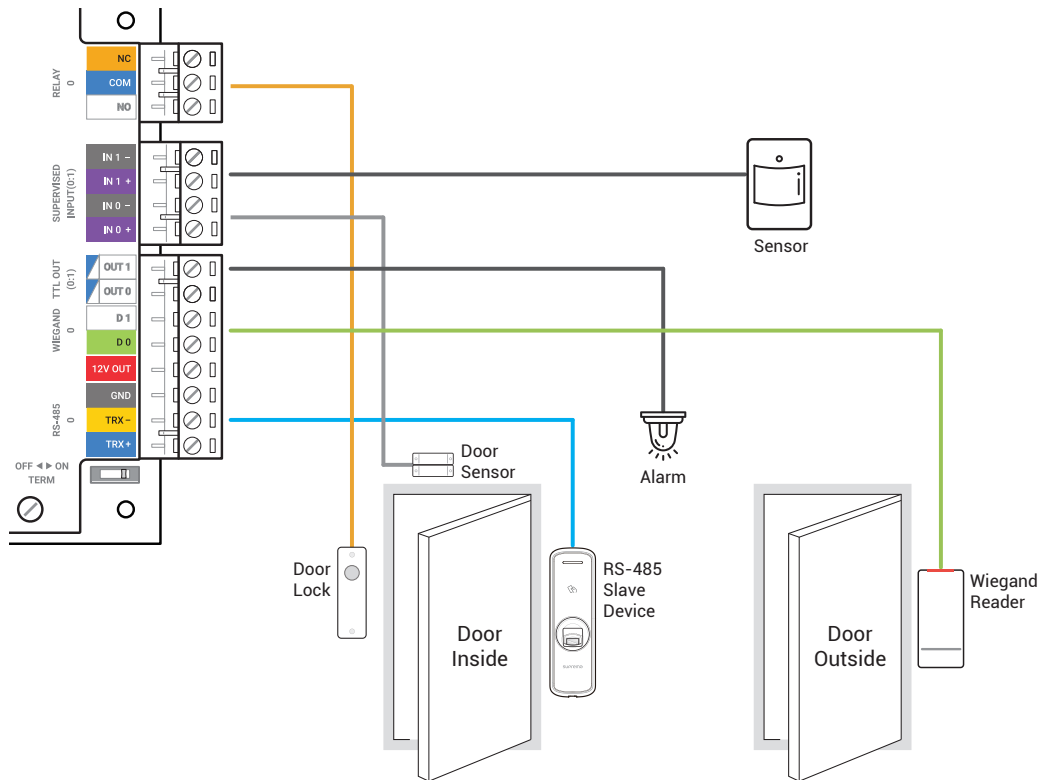 RELAY
0
NC
COM
NO
SUPERVISED
INPUT(0:1)
IN 1 –
IN 1 +
IN 0 –
IN 0 +
TTL OUT
(0:1)
OUT 1
OUT 0
WIEGAND
0
D 1
D 0
12V OUT
GND
RS-485
0
TRX –
TRX +
OFF ◄ ► ON
TERM
Sensor
Door
Sensor
Alarm
Door
Lock
Door
Inside
RS-485
Slave
Device
suprema
Door
Outside
Wiegand
Reader